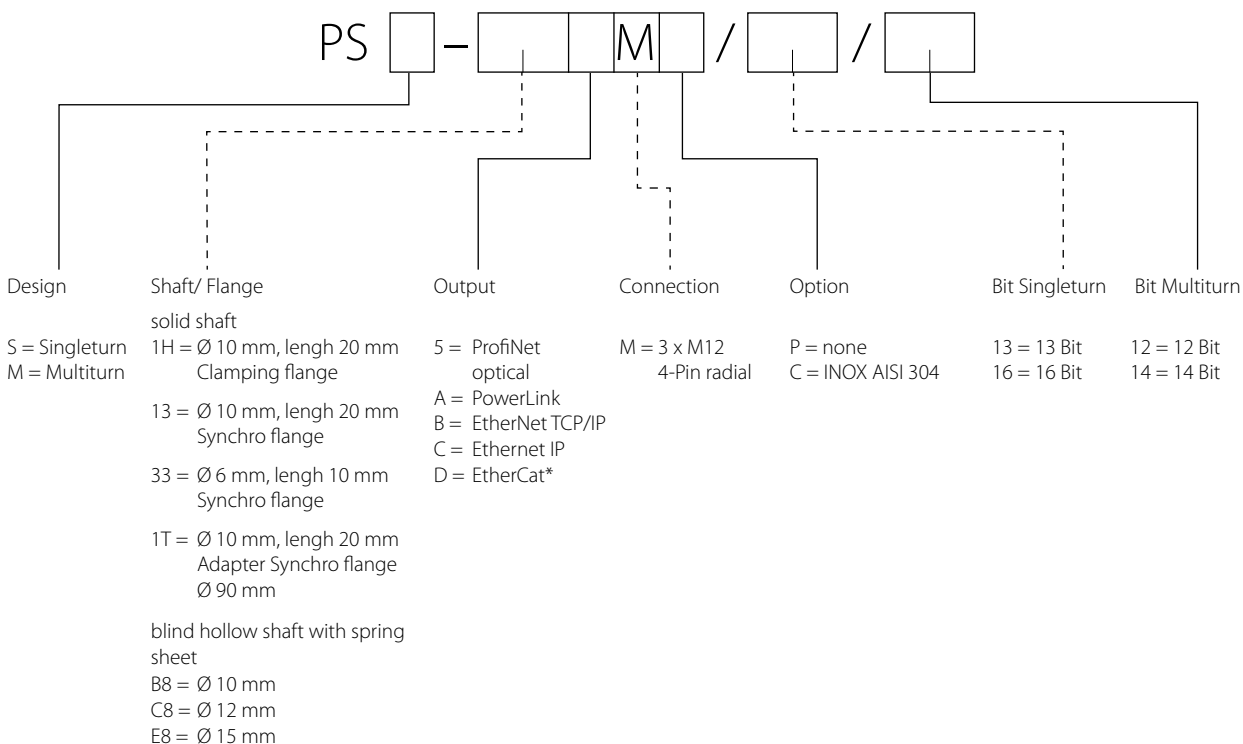 PS – M / /
Design
S = Singleturn
M = Multiturn
Shaft/ Flange
solid shaft
1H = Ø 10 mm, lengh 20 mm
Clamping flange
13 = Ø 10 mm, lengh 20 mm
Synchro flange
33 = Ø 6 mm, lengh 10 mm
Synchro flange
1T = Ø 10 mm, lengh 20 mm
Adapter Synchro flange
Ø 90 mm
blind hollow shaft with spring
sheet
B8 = Ø 10 mm
C8 = Ø 12 mm
E8 = Ø 15 mm
Output
5 = ProfiNet
optical
A = PowerLink
B = EtherNet TCP/IP
C = Ethernet IP
D = EtherCat*
Connection
M = 3 x M12
4-Pin radial
Option
P = none
C = INOX AISI 304
Bit Singleturn
13 = 13 Bit
16 = 16 Bit
Bit Multiturn
12 = 12 Bit
14 = 14 Bit